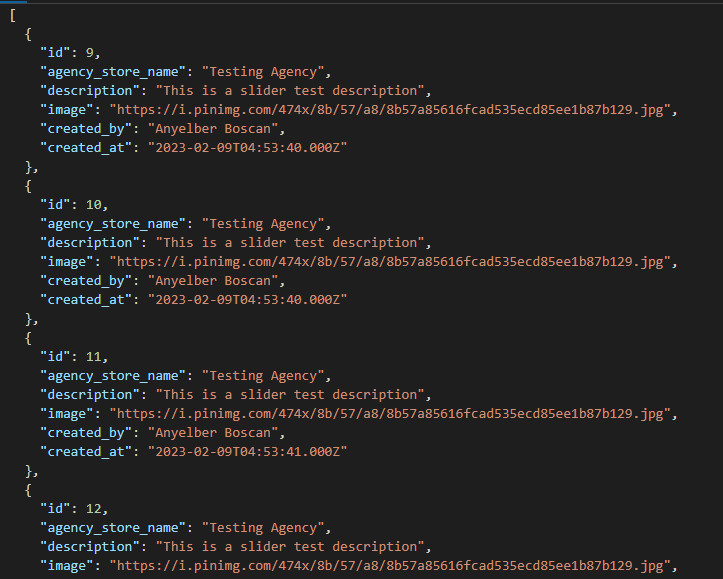 [
{
"id": 9,
"agency_store_name": "Testing Agency",
"description": "This is a slider test description",
"image": "https://i.pinimg.com/474x/8b/57/a8/8b57a85616fcad535ecd85ee1b87b129.jpg",
"created_by": "Anyelber Boscan",
"created_at": "2023-02-09T04:53:40.000Z"
},
{
"id": 10,
"agency_store_name": "Testing Agency",
"description": "This is a slider test description",
"image": "https://i.pinimg.com/474x/8b/57/a8/8b57a85616fcad535ecd85ee1b87b129.jpg",
"created_by": "Anyelber Boscan",
"created_at": "2023-02-09T04:53:40.000Z"
},
{
"id": 11,
"agency_store_name": "Testing Agency",
"description": "This is a slider test description",
"image": "https://i.pinimg.com/474x/8b/57/a8/8b57a85616fcad535ecd85ee1b87b129.jpg",
"created_by": "Anyelber Boscan",
"created_at": "2023-02-09T04:53:41.000Z"
},
{
"id": 12,
"agency_store_name": "Testing Agency",
"description": "This is a slider test description",
"image": "https://i.pinimg.com/474x/8b/57/a8/8b57a85616fcad535ecd85ee1b87b129.jpg",